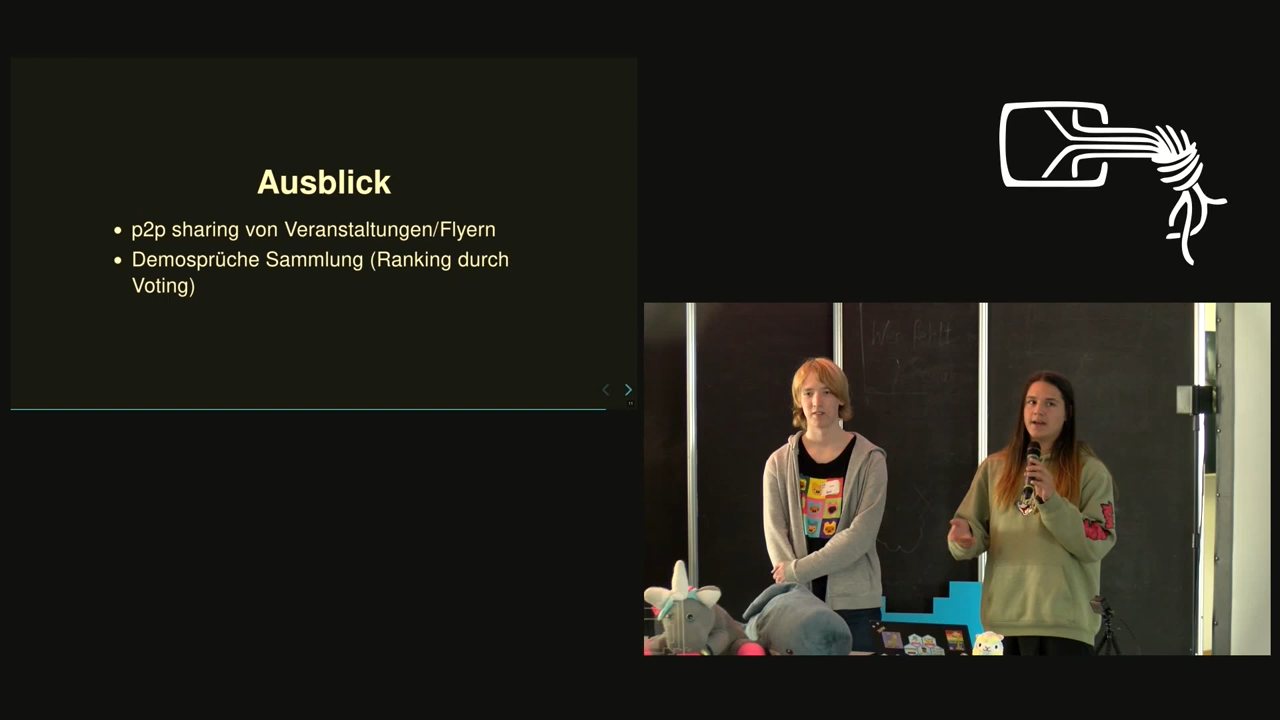 Ausblick
p2p sharing von Veranstaltungen/Flyern
Demosprüche Sammlung (Ranking durch
Voting)